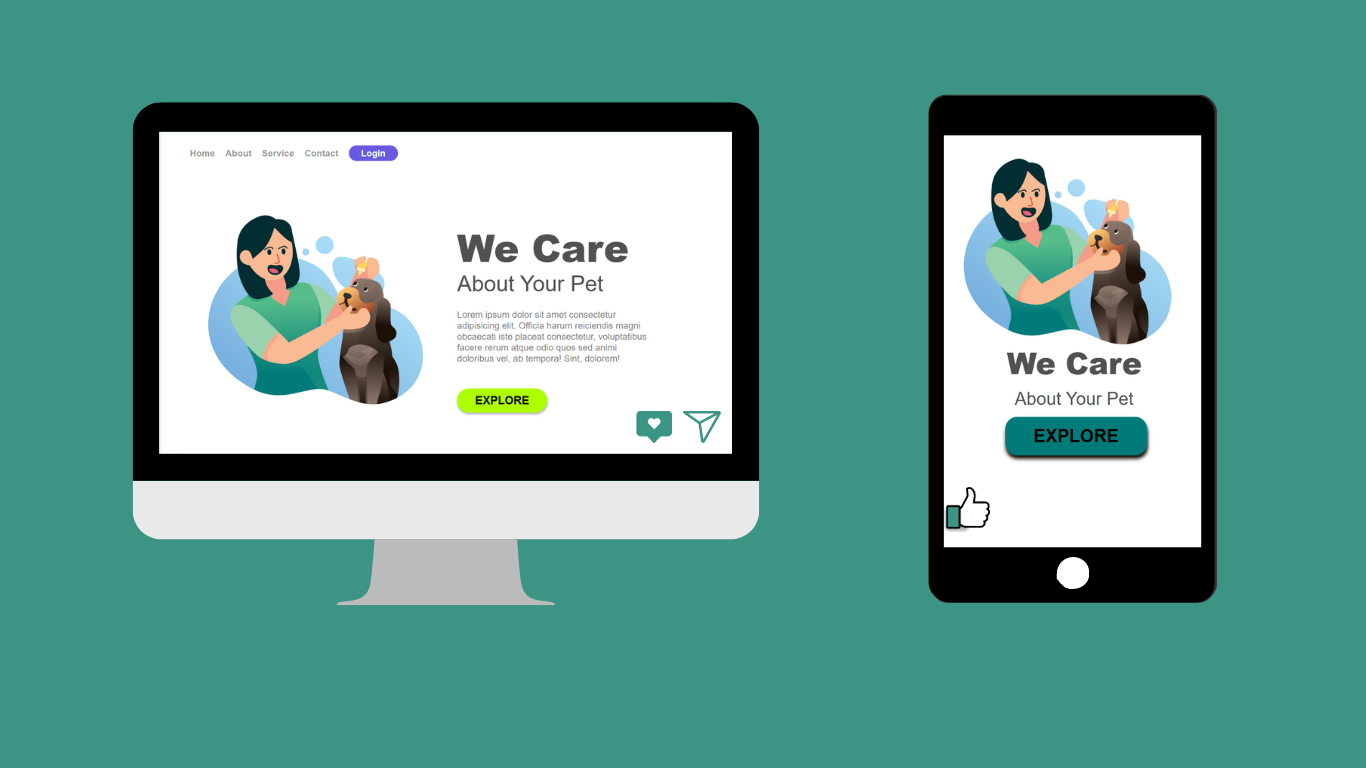 Home About Service Contact Login
We Care
About Your Pet
Lorem ipsum dolor sit amet consectetur
adipisicing elit. Officia harum reiciendis magni
obcaecati iste placeat consectetur, voluptatibus
facere rerum atque odio quos sed animi
doloribus vel, ab tempora! Sint, dolorem!
EXPLORE
We Care
About Your Pet
EXPLORE